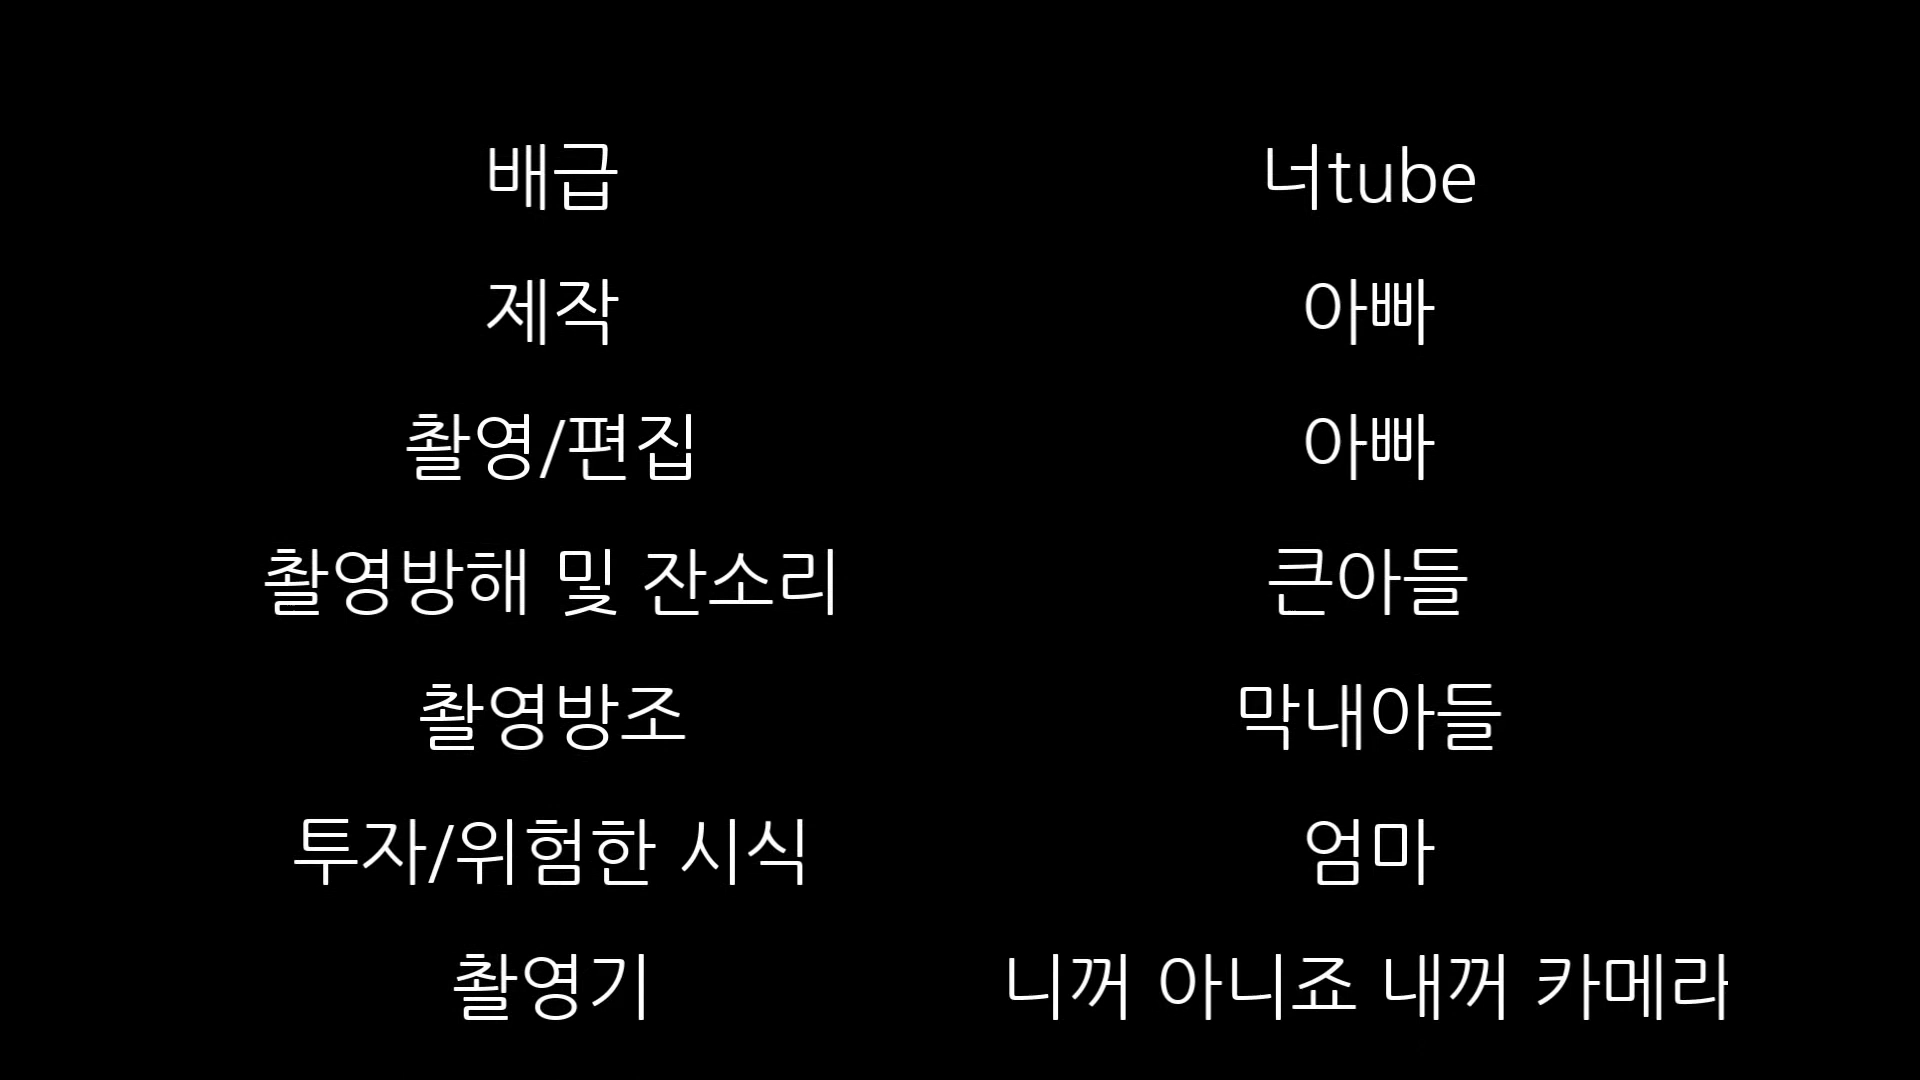 배급 너tube
제작 아빠
촬영/편집 아빠
촬영방해 및 잔소리 큰아들
촬영방조 막내아들
투자/위험한 시식 엄마
촬영기 니꺼 아니죠 내꺼 카메라